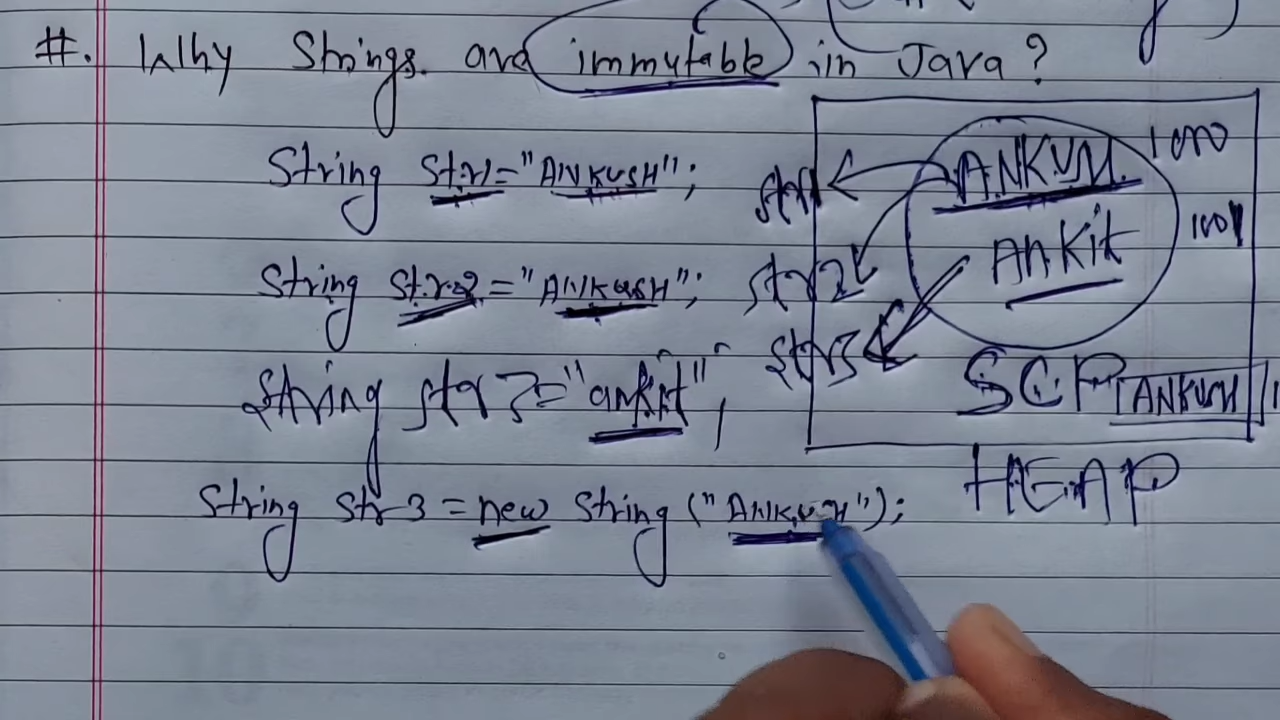 #. Why Strings are immutable in Java?
String Str1="ANKUSH";
String Str2="ANKUSH";
String str3="ankit";
String Str3=new String("ANKUSH");
str1
ANKUSH 1000
Ankit 1001
str2
str3
SCP
ANKUSH
HEAP